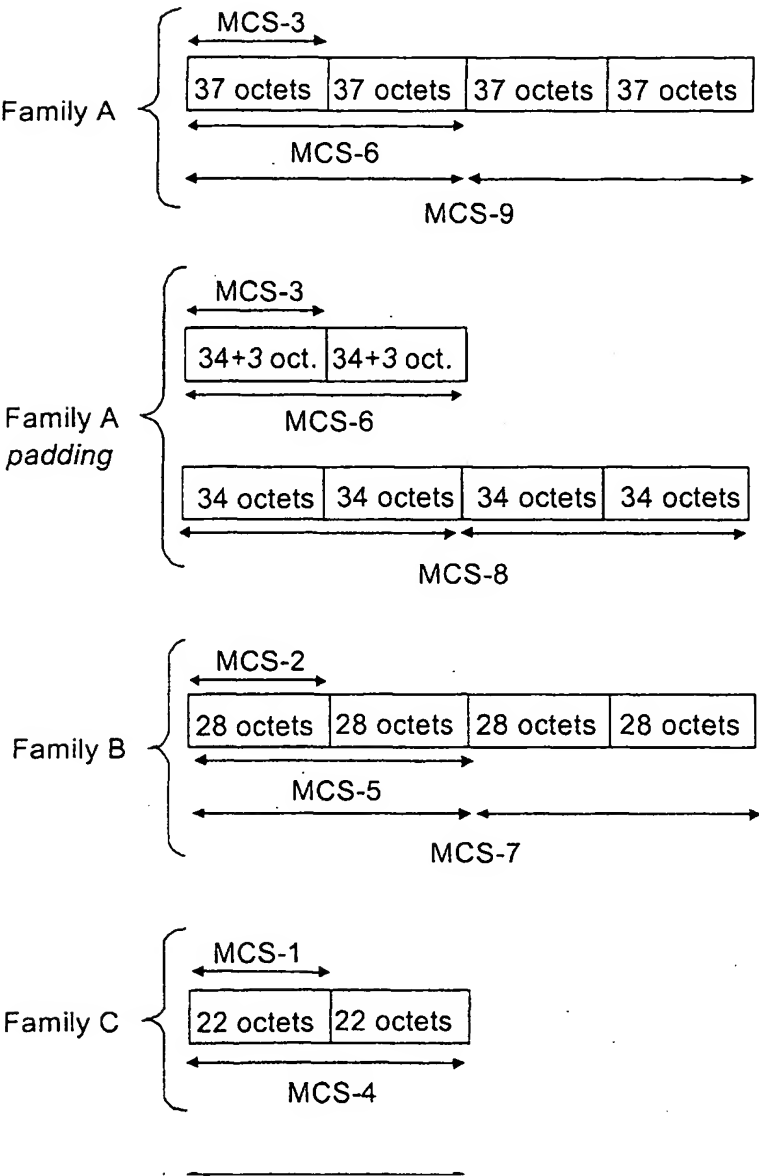 MCS-3
Family A
37 octets 37 octets 37 octets 37 octets
MCS-6
MCS-9
MCS-3
34+3 oct. 34+3 oct.
MCS-6
Family A
padding
34 octets 34 octets 34 octets 34 octets
MCS-8
MCS-2
Family B
28 octets 28 octets 28 octets 28 octets
MCS-5
MCS-7
MCS-1
Family C
22 octets 22 octets
MCS-4